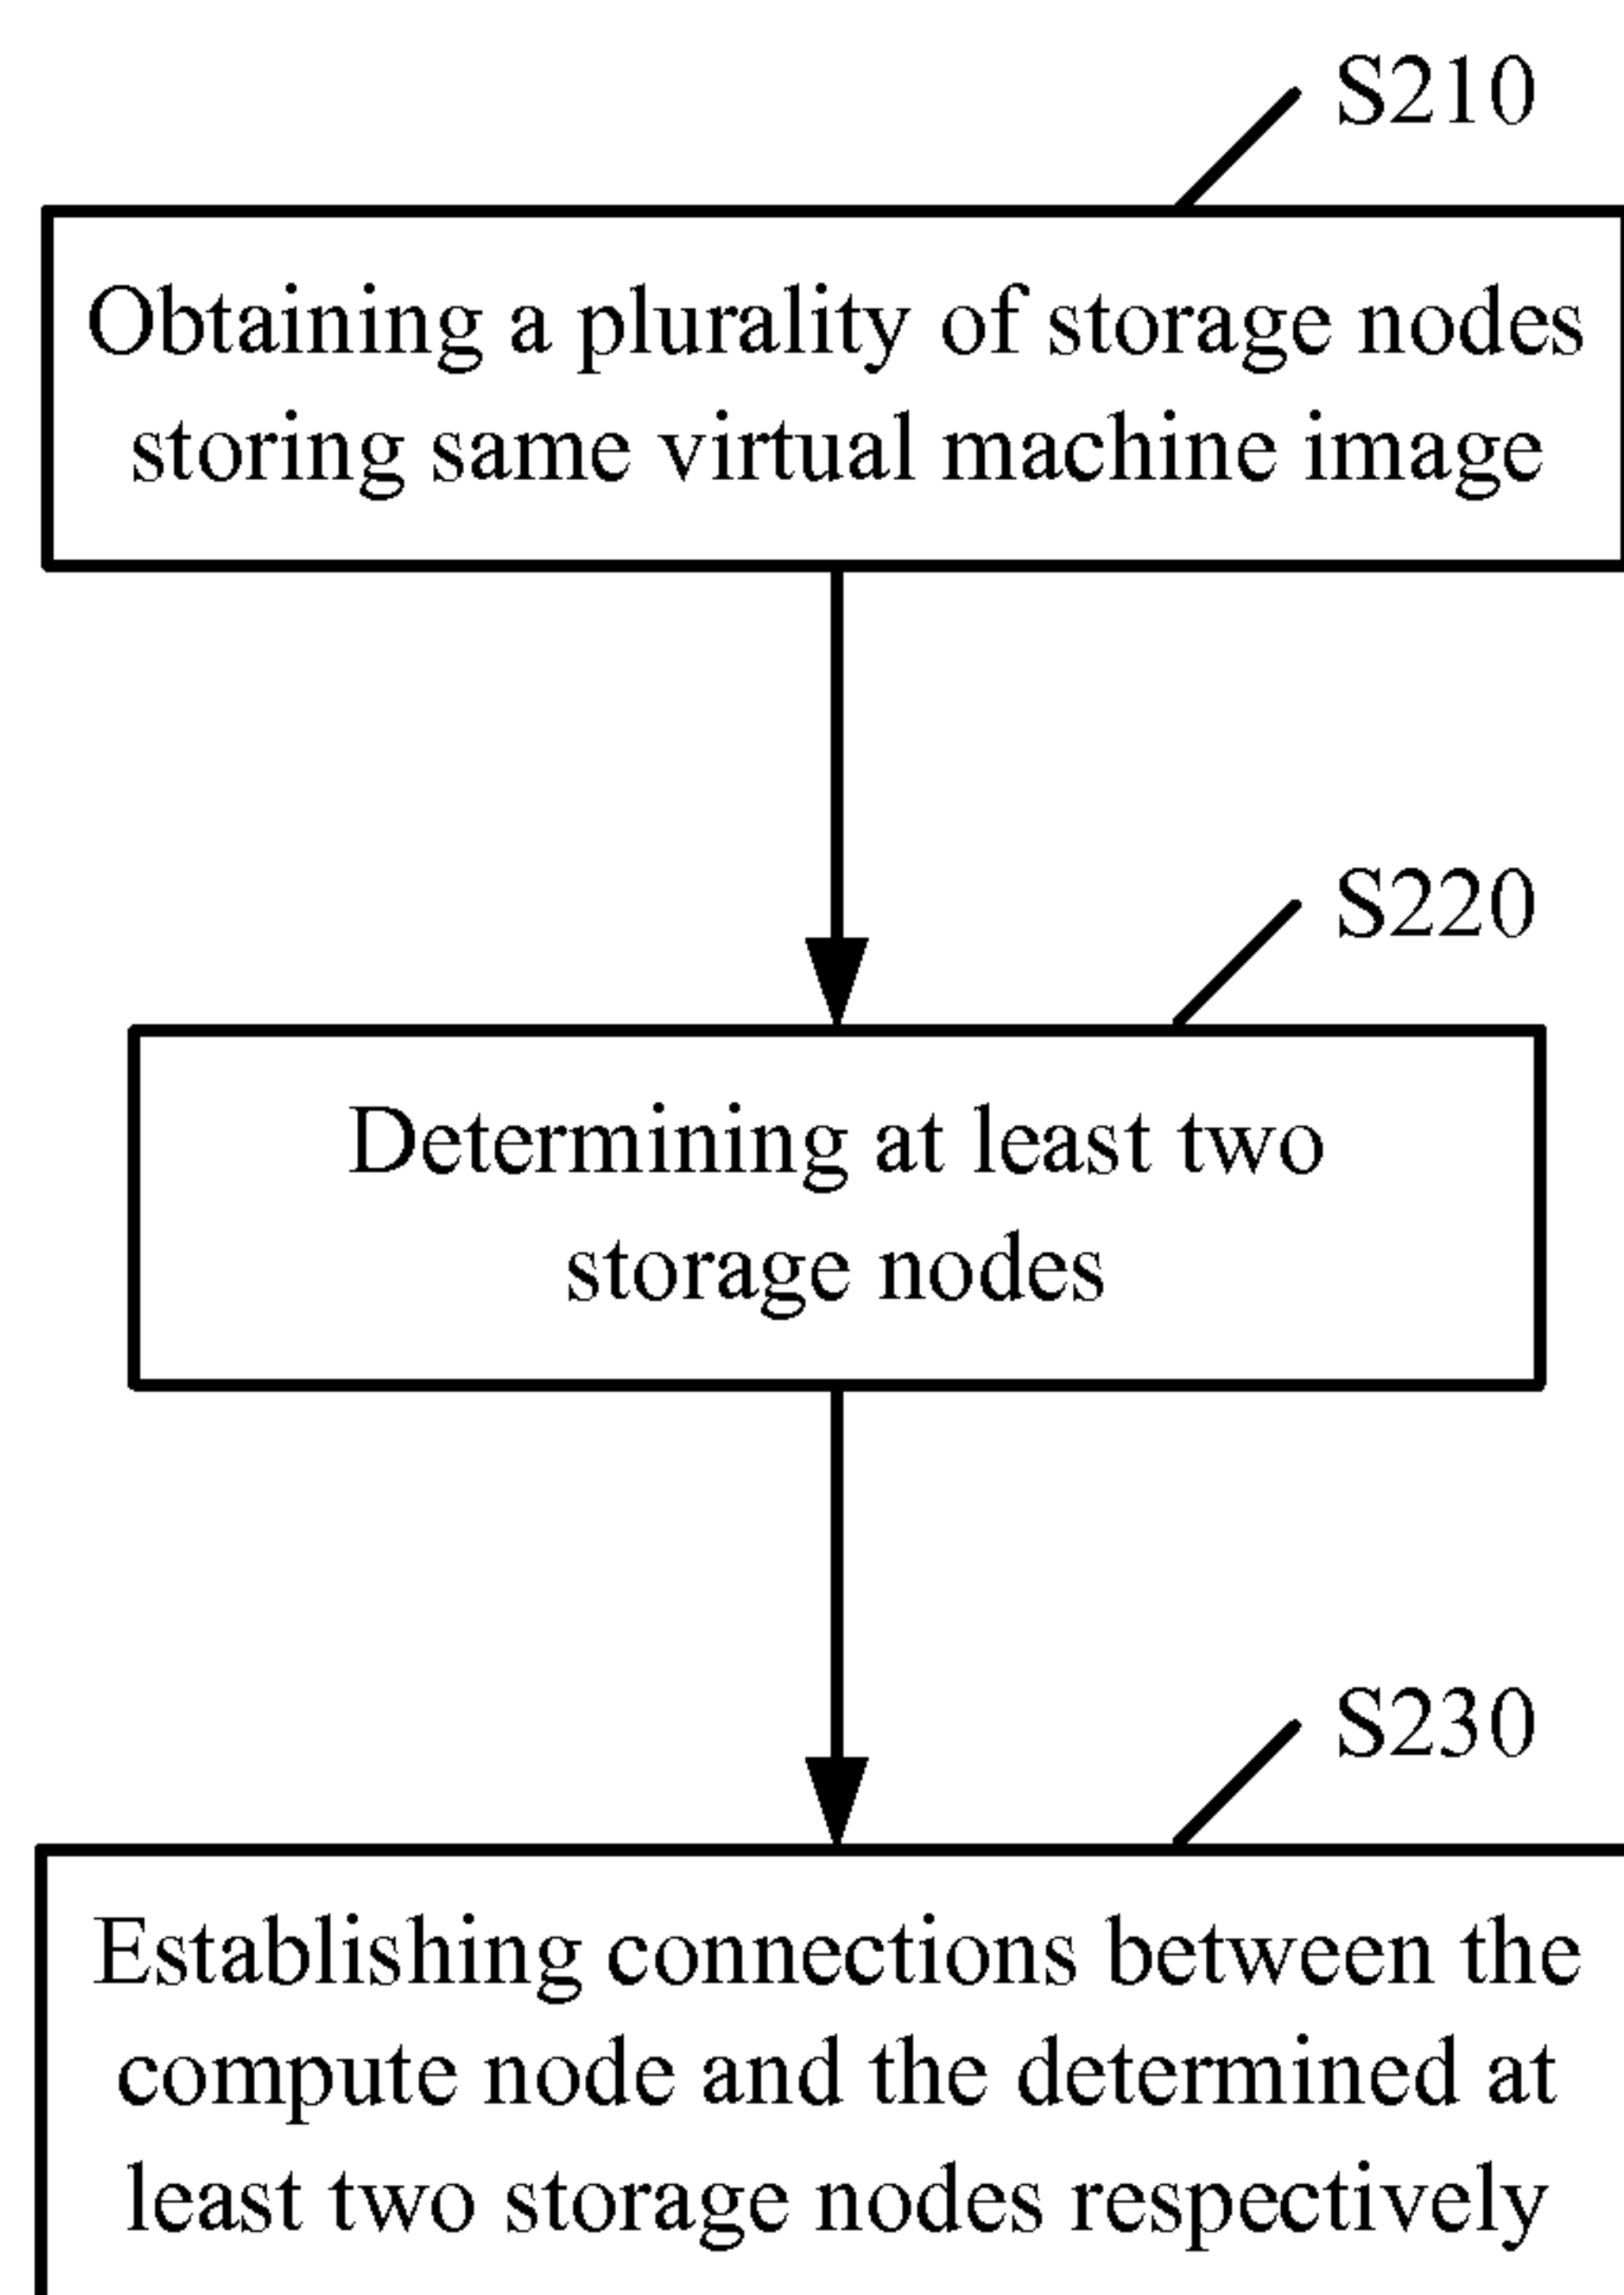 S210
Obtaining a plurality of storage nodes
storing same virtual machine image
S220
Determining at least two
storage nodes
S230
Establishing connections between the
compute node and the determined at
least two storage nodes respectively